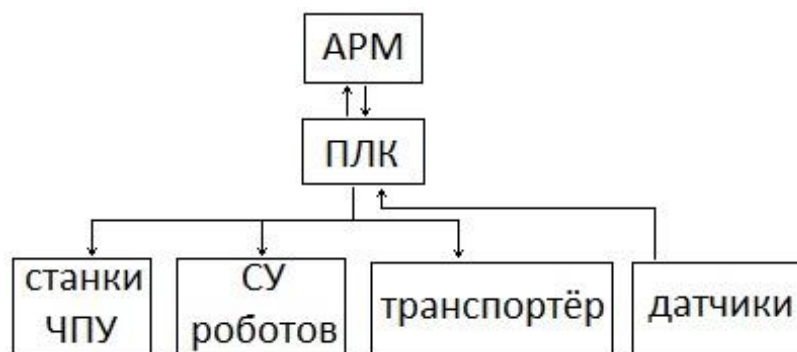 АРМ
ПЛК
станки
ЧПУ
СУ
роботов
транспортёр
датчики